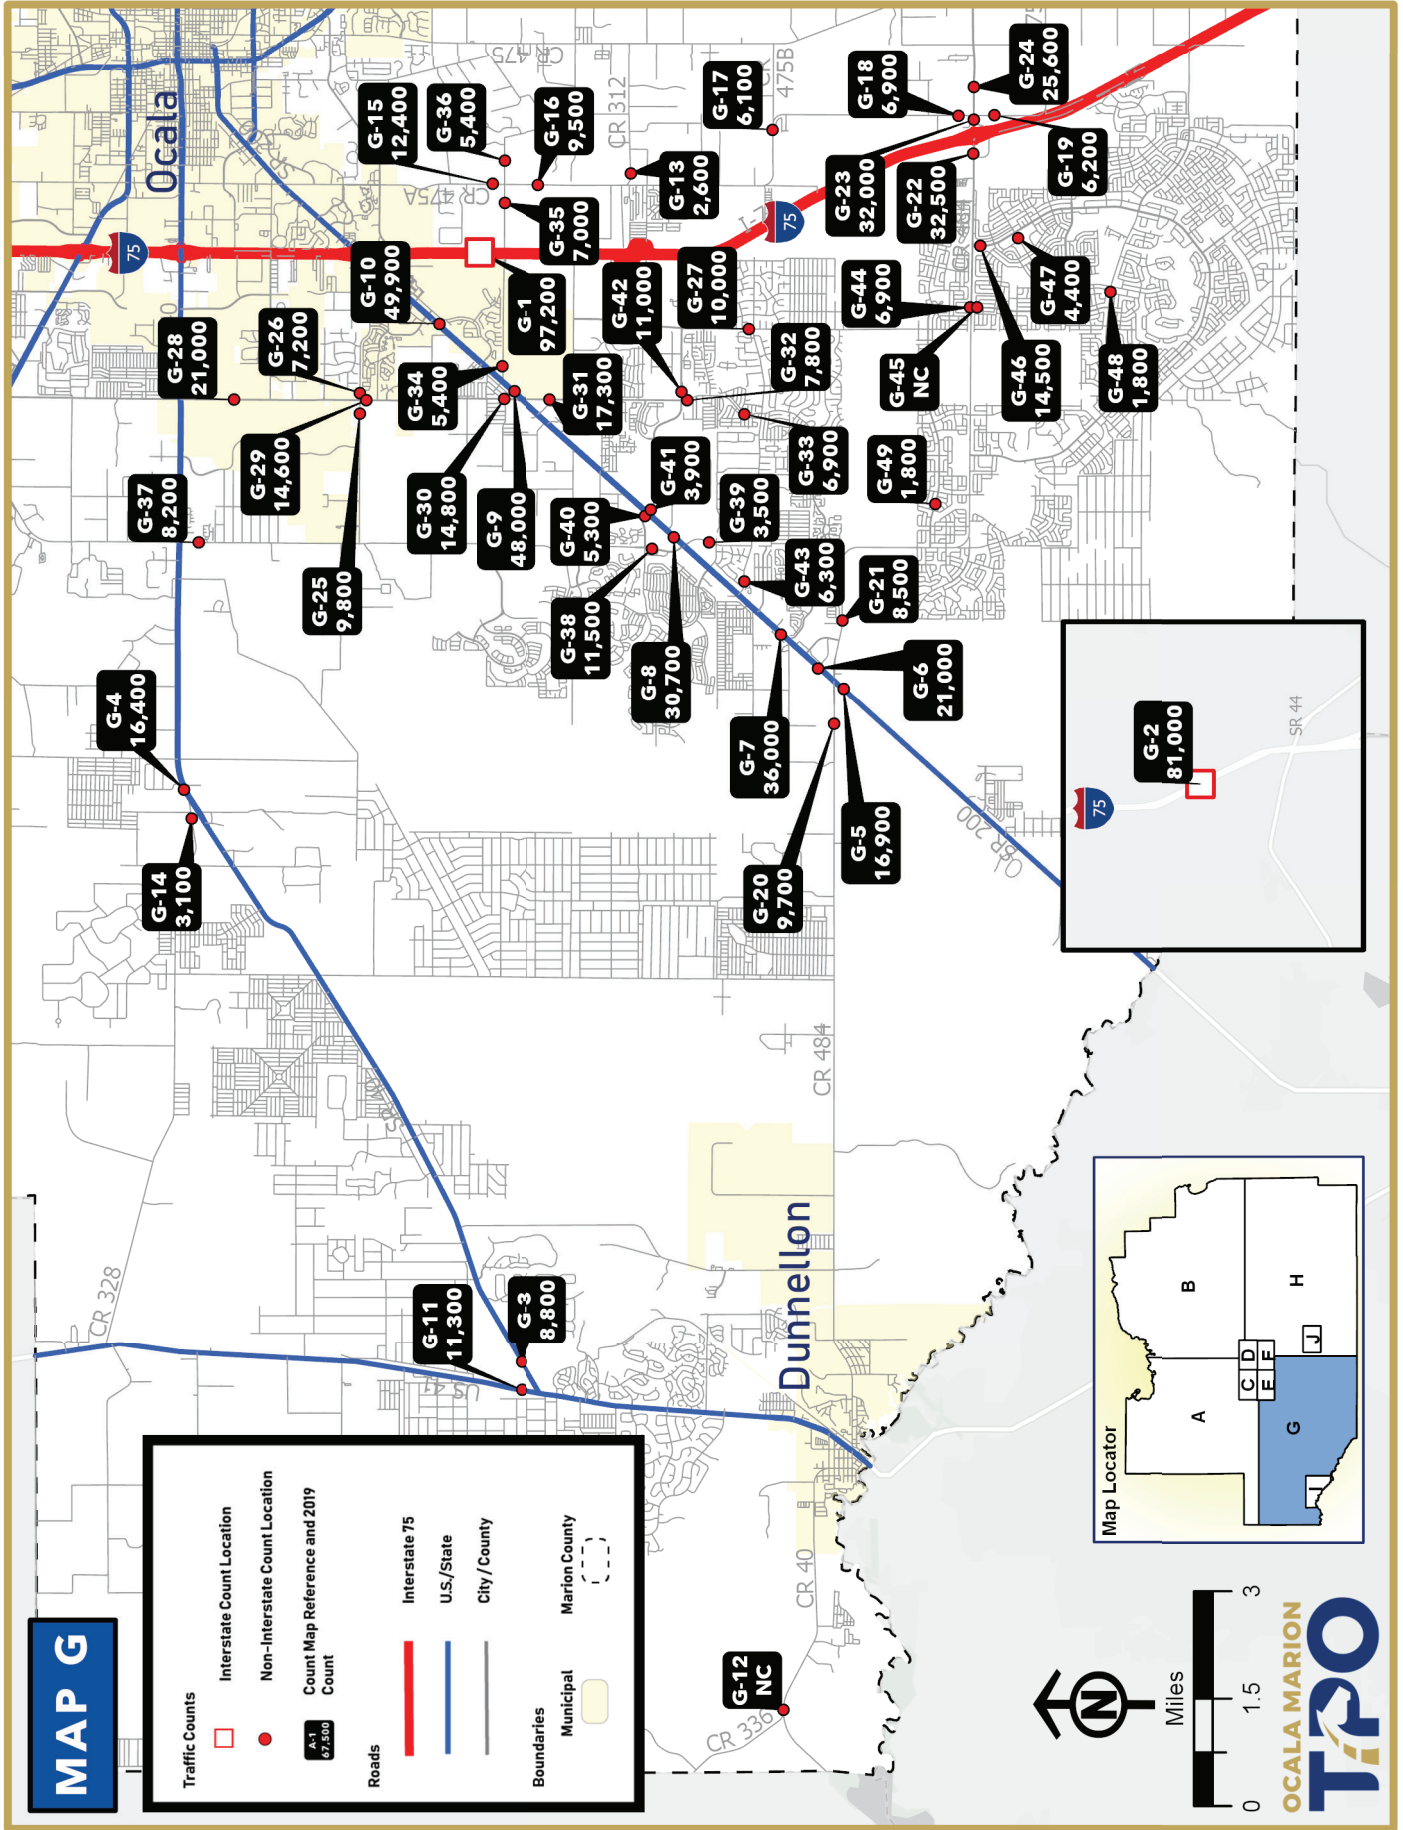 MAP G
Traffic Counts
Interstate Count Location
Non-Interstate Count Location
A-1
67,500
Count Map Reference and 2019
Count
Roads
Interstate 75
U.S./State
City / County
Boundaries
Municipal
Marion County
CR 328
US 41
G-11
11,300
G-3
8,800
SR 40
G-14
3,100
G-4
16,400
G-37
8,200
G-28
21,000
G-26
7,200
G-29
14,600
G-25
9,800
75
Ocala
G-10
49,900
G-15
12,400
G-36
5,400
G-16
9,500
CR 475
CR 475A
CR 312
G-35
7,000
G-1
97,200
G-34
5,400
G-30
14,800
G-9
48,000
G-31
17,300
G-42
11,000
G-27
10,000
G-13
2,600
G-17
6,100
CR
475B
75
G-32
7,800
G-33
6,900
G-41
3,900
G-40
5,300
G-39
3,500
G-38
11,500
G-8
30,700
G-43
6,300
G-7
36,000
G-21
8,500
G-6
21,000
G-5
16,900
G-20
9,700
G-18
6,900
G-24
25,600
G-23
32,000
G-22
32,500
G-19
6,200
G-44
6,900
G-45
NC
G-46
14,500
G-47
4,400
G-48
1,800
G-49
1,800
SR 200
CR 484
Dunnellon
CR 40
CR 336
G-12
NC
75
G-2
81,000
SR 44
Map Locator
A
B
C
D
E
F
G
H
I
J
N
Miles
0
1.5
3
OCALA MARION
TPO